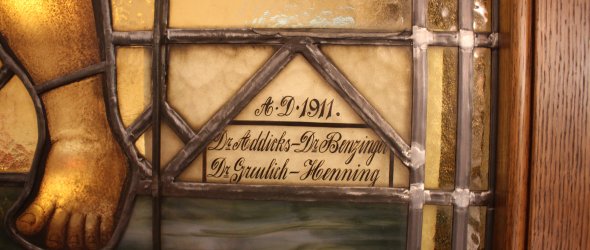 A·D·1911.
Dr Addicks–Dr Benzinger
Dr Greulich–Henning